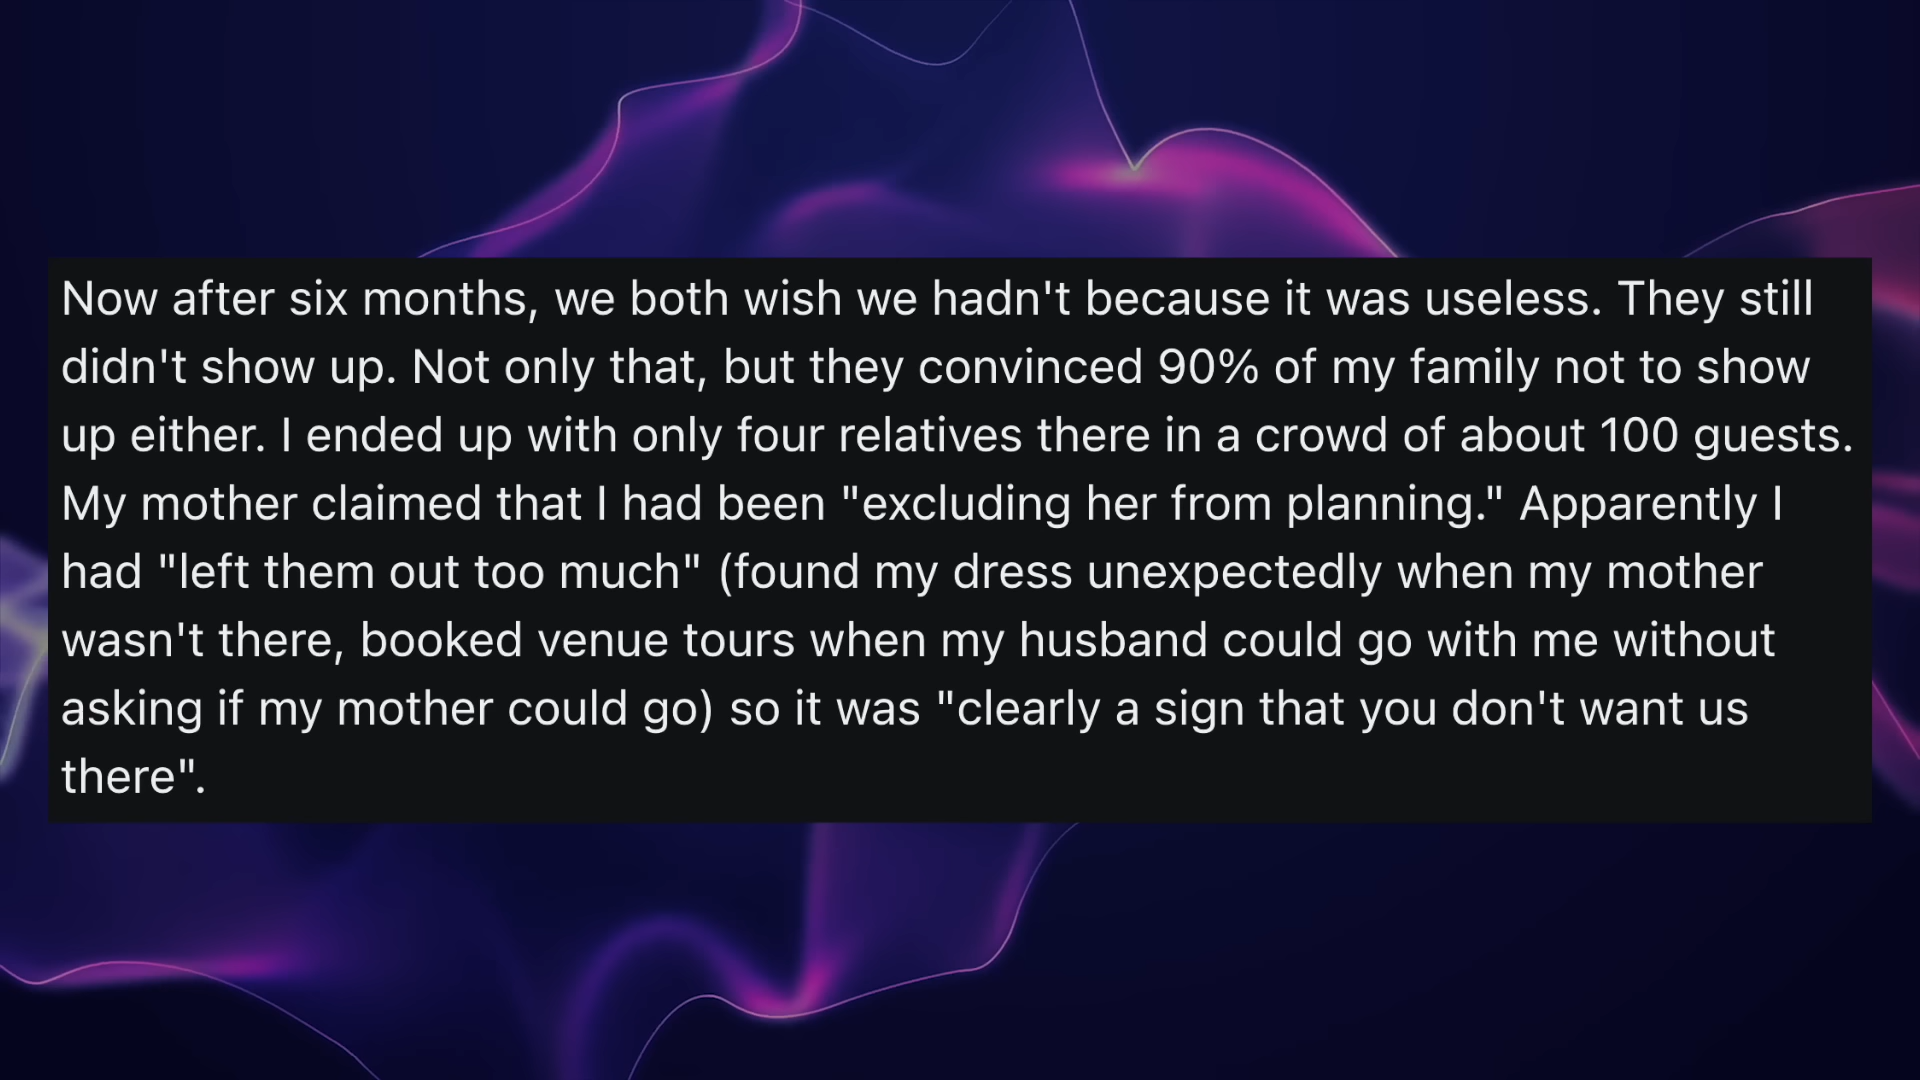 Now after six months, we both wish we hadn't because it was useless. They still
didn't show up. Not only that, but they convinced 90% of my family not to show
up either. I ended up with only four relatives there in a crowd of about 100 guests.
My mother claimed that I had been "excluding her from planning." Apparently I
had "left them out too much" (found my dress unexpectedly when my mother
wasn't there, booked venue tours when my husband could go with me without
asking if my mother could go) so it was "clearly a sign that you don't want us
there".